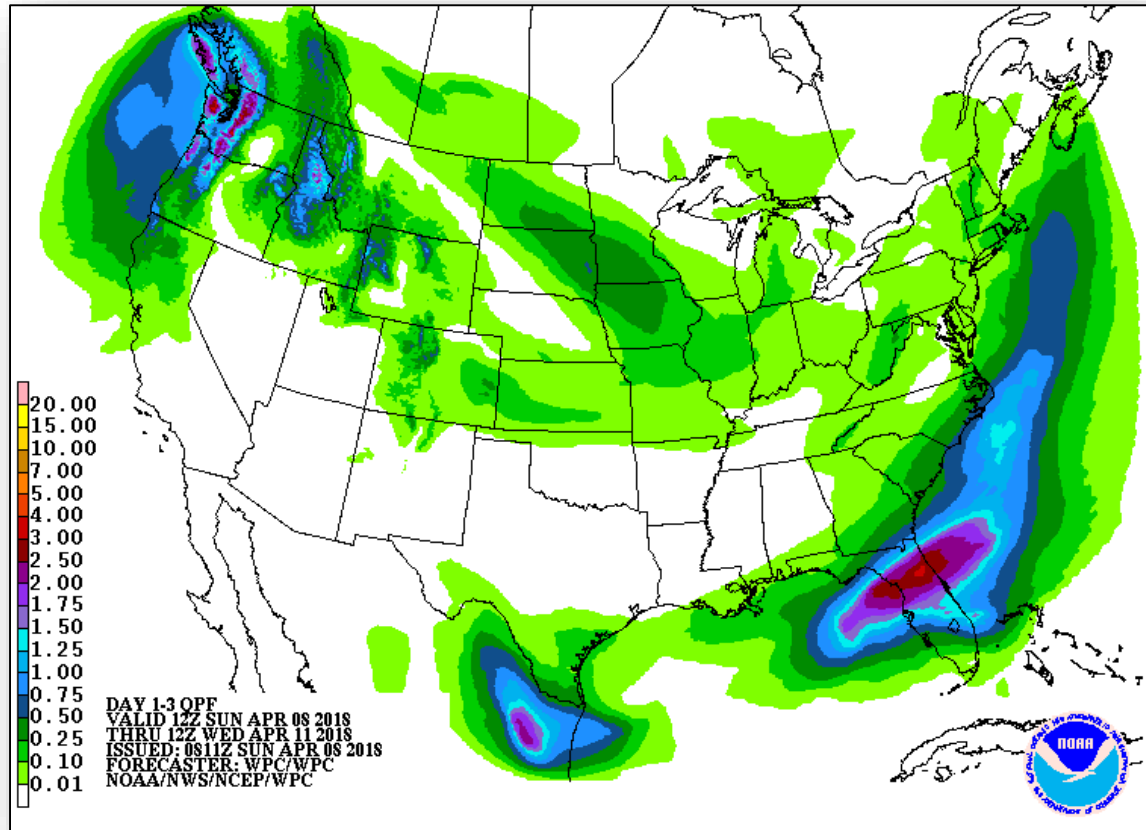 20.00
15.00
10.00
7.00
5.00
4.00
3.00
2.50
2.00
1.75
1.50
1.25
1.00
0.75
0.50
0.25
0.10
0.01
DAY 1-3 QPF
VALID 12Z SUN APR 08 2018
THRU 12Z WED APR 11 2018
ISSUED: 0811Z SUN APR 08 2018
FORECASTER: WPC/WPC
NOAA/NWS/NCEP/WPC
NOAA